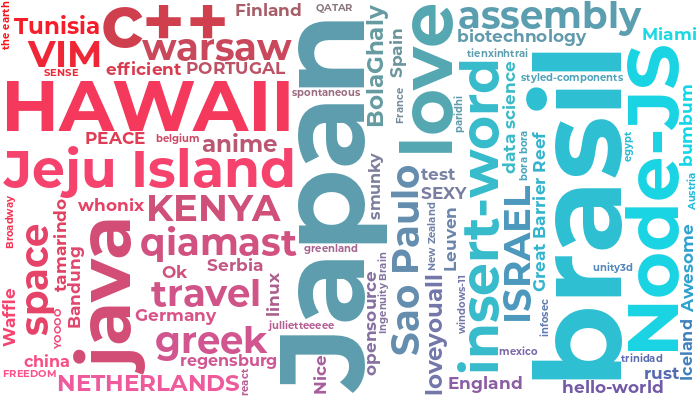 the earth
Tunisia
c++
Finland
QATAR
VIM
warsaw
SENSE
efficient
PORTUGAL
HAWAII
spontaneous
PEACE
belgium
anime
Jeju Island
Broadway
tamarindo
whonix
KENYA
space
java
qiamast
Bandung
Ok
Serbia
travel
linux
Waffle
YOOOO
Germany
greek
jullietteeeee
china
regensburg
FREEDOM
NETHERLANDS
react
Nice
Japan
greenland
BolaGhaly
Spain
France
love
smunky
Sao Paulo
test
SEXY
New Zealand
Leuven
opensource
Ingenuity Brain
loveyouall
assembly
biotechnology
tienxinhtrai
paridhi
insert-word
data science
styled-components
bora bora
Great Barrier Reef
ISRAEL
windows-11
infosec
mexico
England
brasil
egypt
unity3d
Miami
Node-JS
bumbum
Austria
Awesome
Iceland
trinidad
rust
hello-world